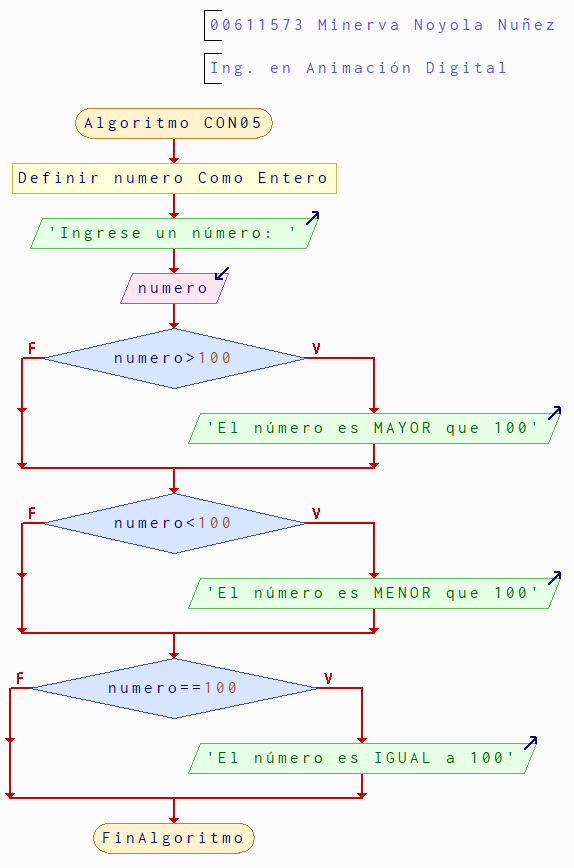 00611573 Minerva Noyola Nuñez
Ing. en Animación Digital
Algoritmo CON05
Definir numero Como Entero
'Ingrese un número: '
numero
numero>100
F
V
'El número es MAYOR que 100'
numero<100
F
V
'El número es MENOR que 100'
numero==100
F
V
'El número es IGUAL a 100'
FinAlgoritmo